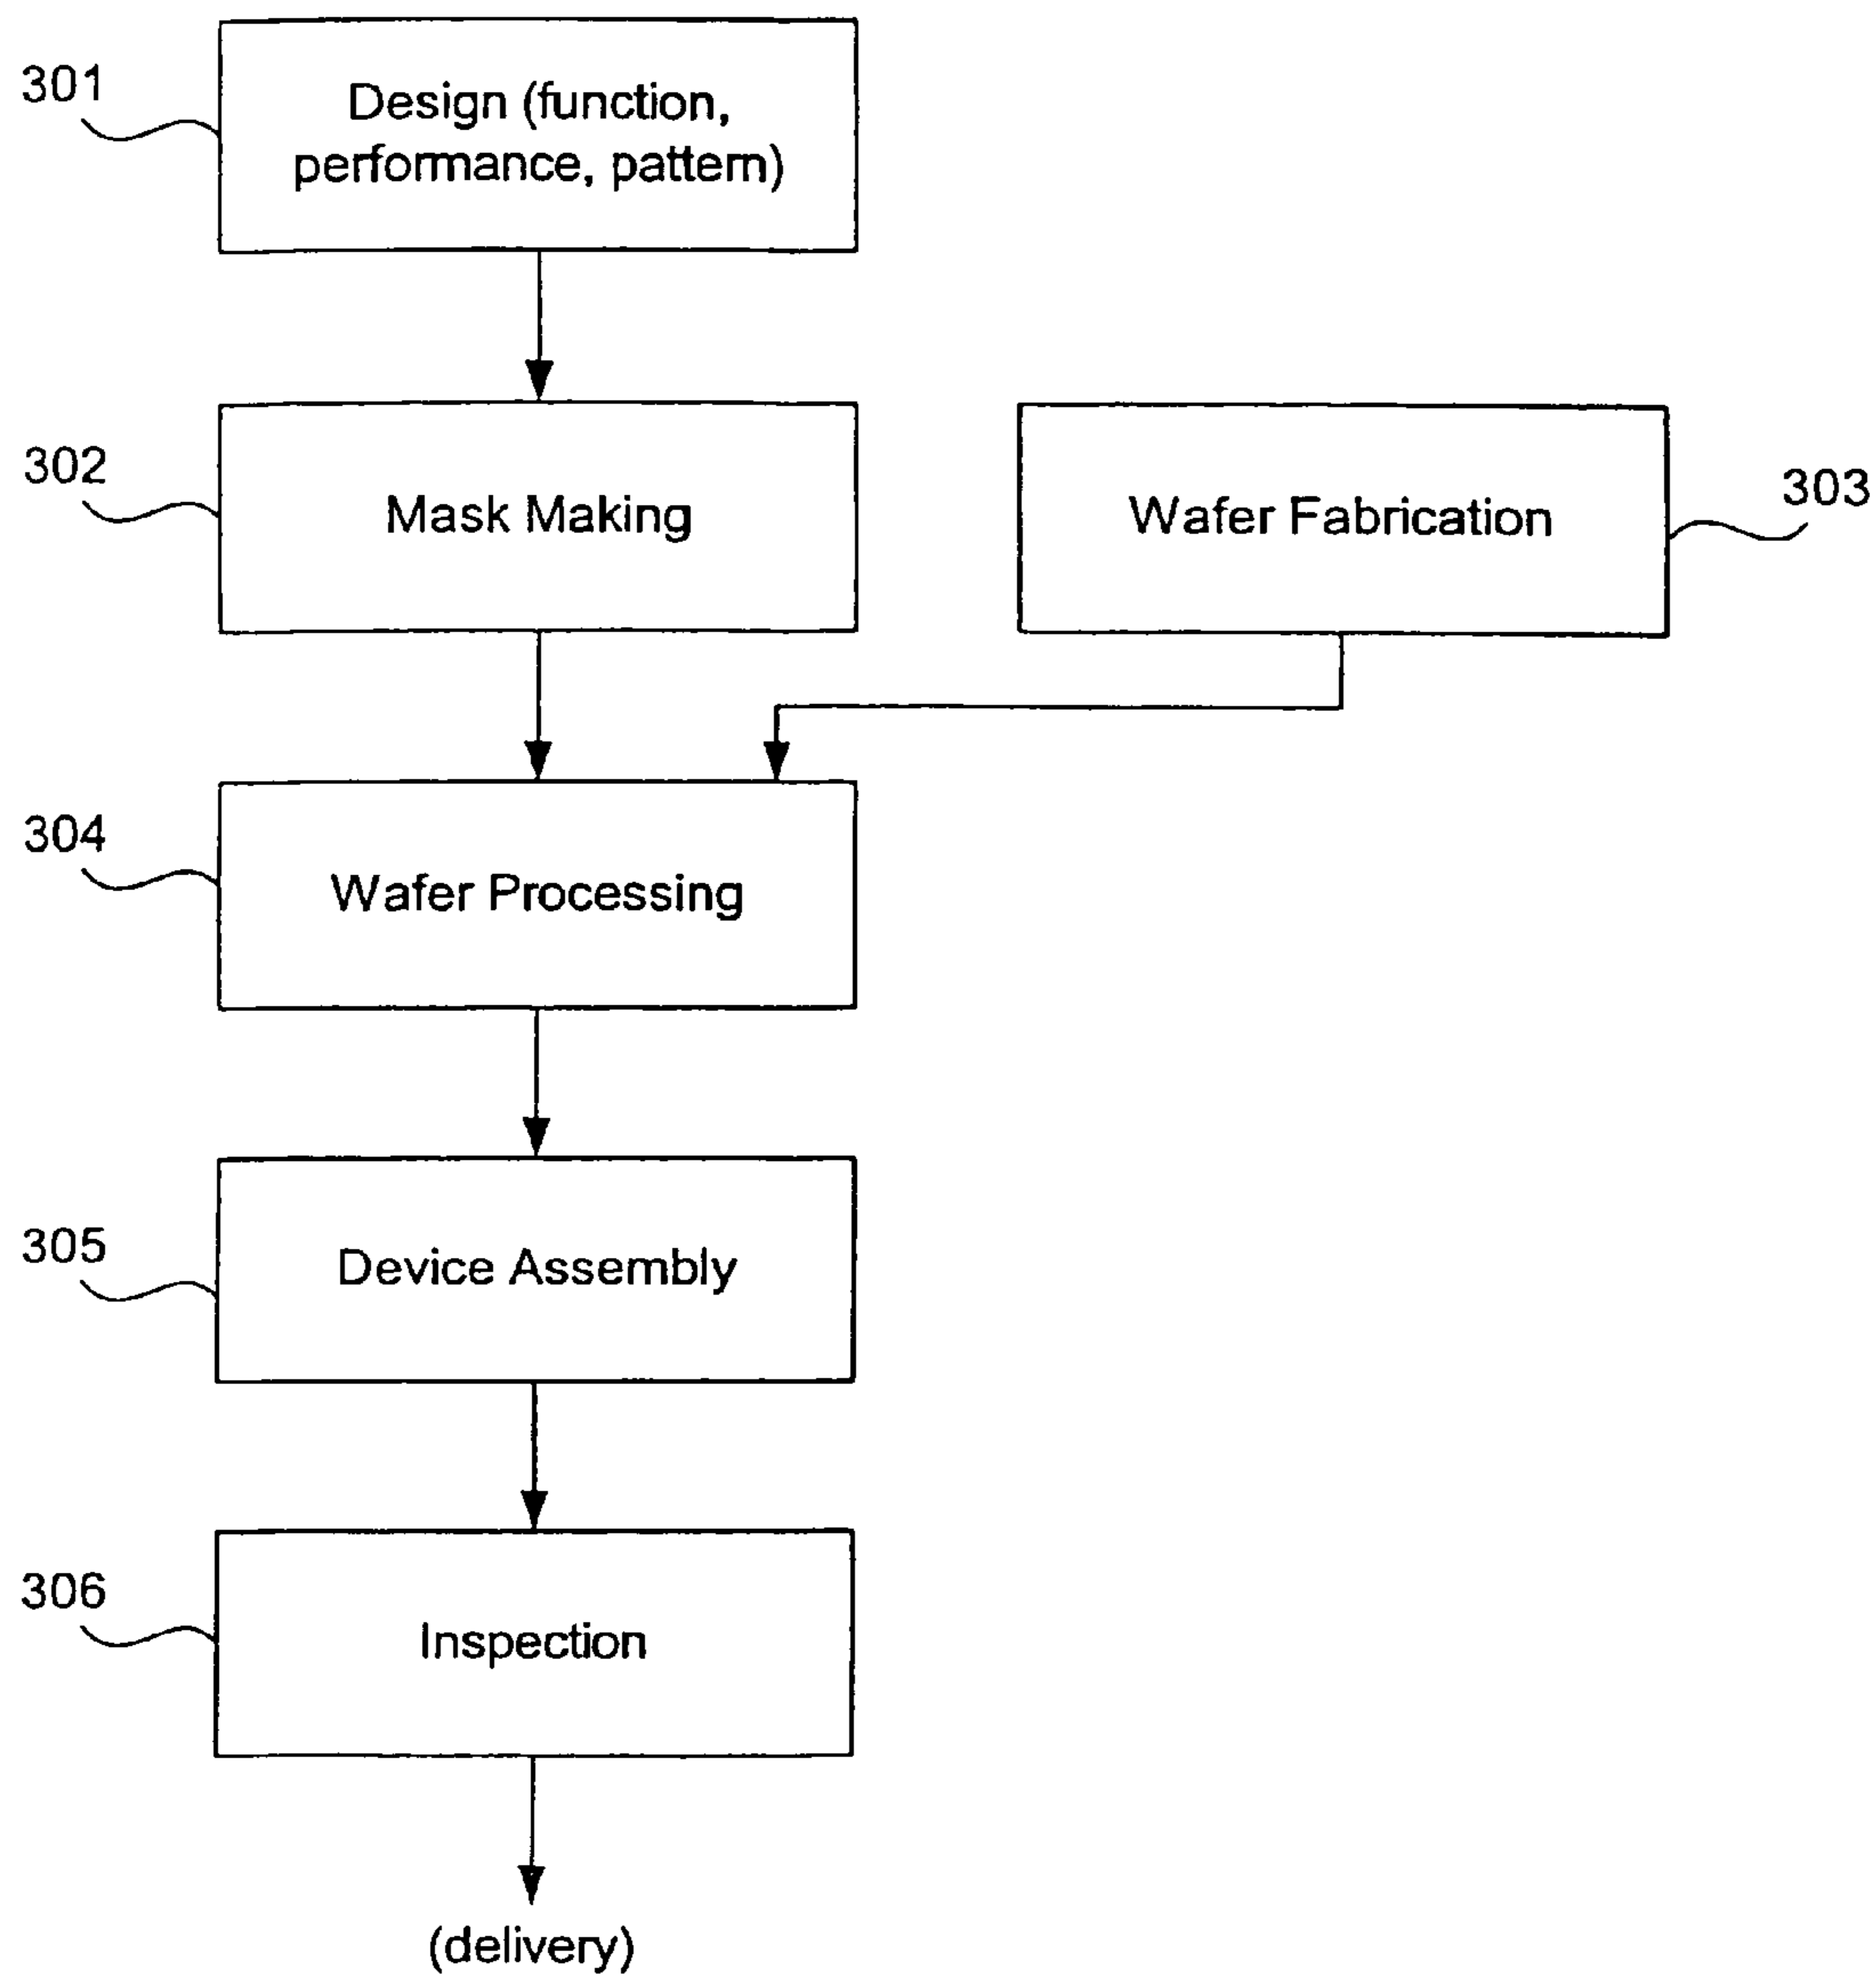 301
Design (function,
performance, pattern)
302
Mask Making
Wafer Fabrication
303
304
Wafer Processing
305
Device Assembly
306
Inspection
(delivery)